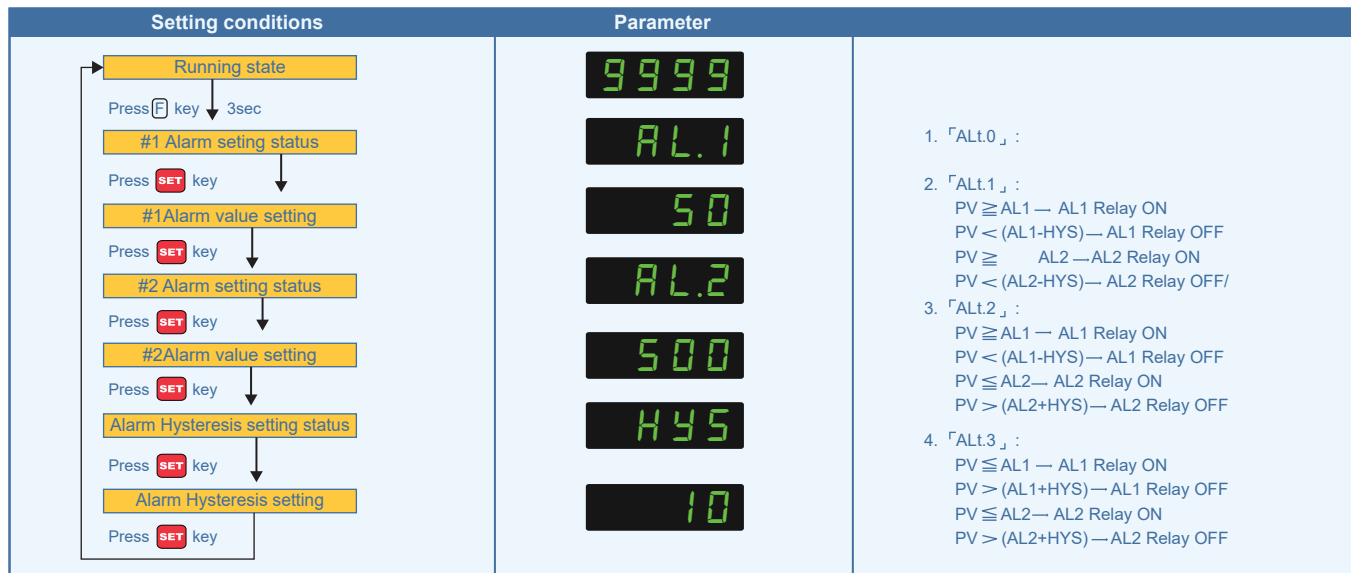 Setting conditions
Parameter
Running state
Press F key 3sec
#1 Alarm seting status
Press SET key
#1Alarm value setting
Press SET key
#2 Alarm setting status
Press SET key
#2Alarm value setting
Press SET key
Alarm Hysteresis setting status
Press SET key
Alarm Hysteresis setting
Press SET key
9999
AL.1
50
AL.2
500
HYS
10
1. 「ALt.0」:
2. 「ALt.1」:
PV ≧ AL1 → AL1 Relay ON
PV < (AL1-HYS) → AL1 Relay OFF
PV ≧ AL2 → AL2 Relay ON
PV < (AL2-HYS) → AL2 Relay OFF/
3. 「ALt.2」:
PV ≧ AL1 → AL1 Relay ON
PV < (AL1-HYS) → AL1 Relay OFF
PV ≦ AL2 → AL2 Relay ON
PV > (AL2+HYS) → AL2 Relay OFF
4. 「ALt.3」:
PV ≦ AL1 → AL1 Relay ON
PV > (AL1+HYS) → AL1 Relay OFF
PV ≦ AL2 → AL2 Relay ON
PV > (AL2+HYS) → AL2 Relay OFF